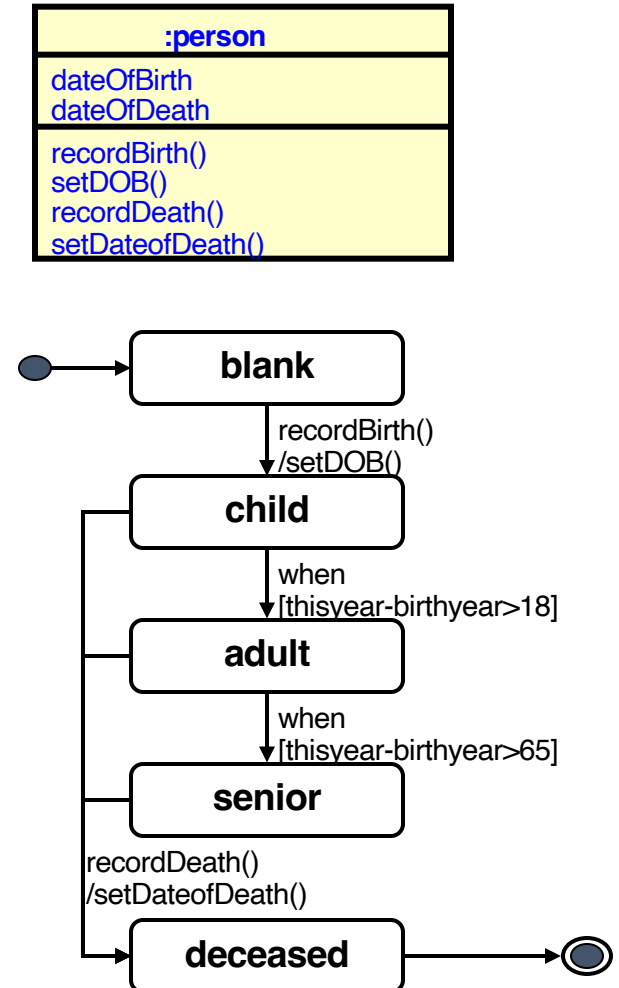 :person
dateOfBirth
dateOfDeath
recordBirth()
setDOB()
recordDeath()
setDateofDeath()
blank
recordBirth()
/setDOB()
child
when
[thisyear-birthyear>18]
adult
when
[thisyear-birthyear>65]
senior
recordDeath()
/setDateofDeath()
deceased